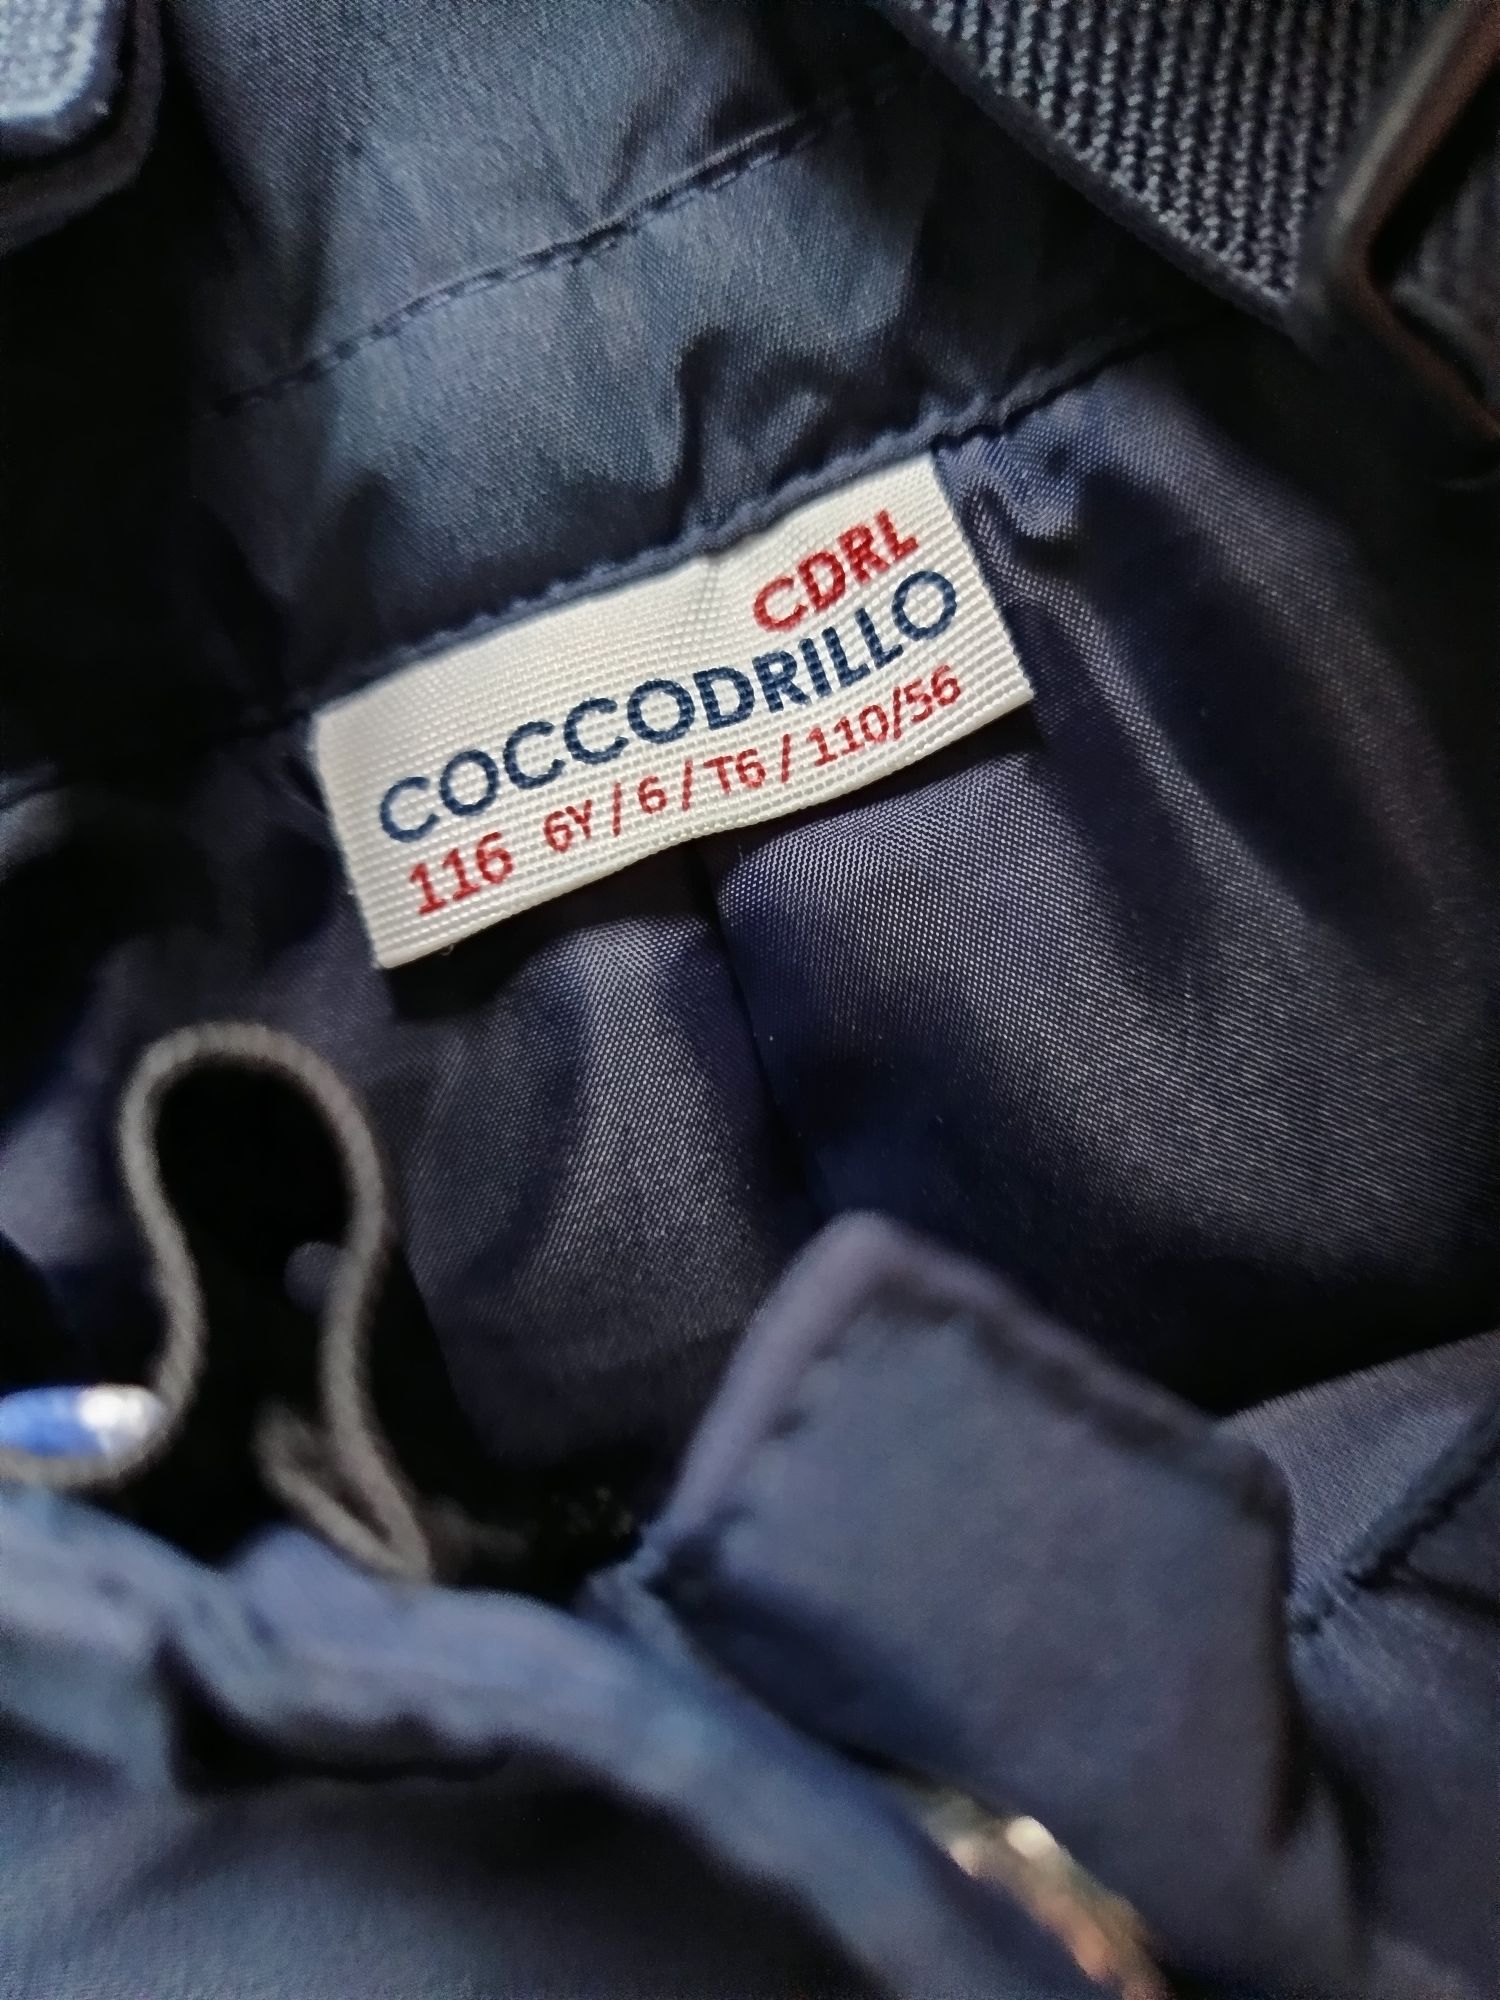 CDRL
COCCODRILLO
116 6Y / 6 / T6 / 110/56